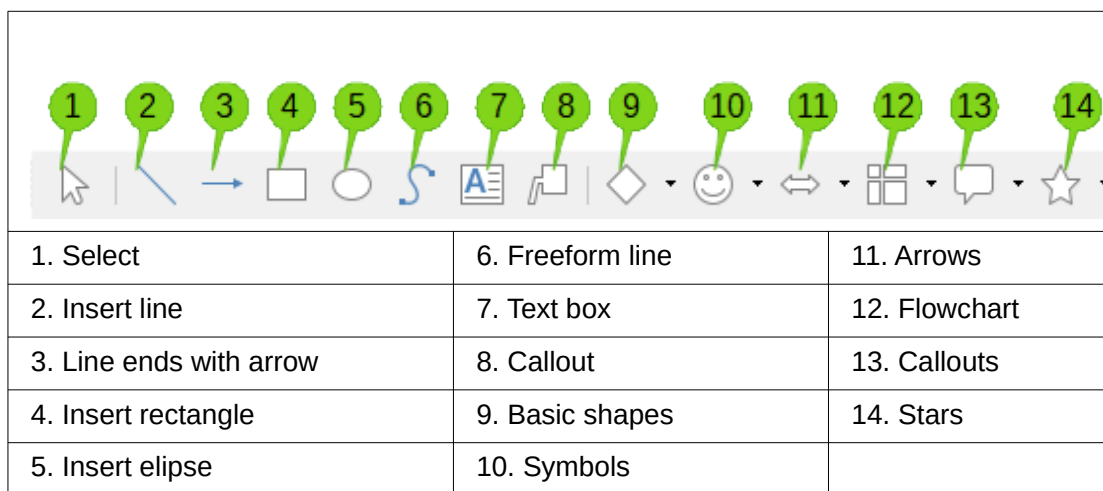 1 2 3 4 5 6 7 8 9 10 11 12 13 14
A
1. Select 6. Freeform line 11. Arrows
2. Insert line 7. Text box 12. Flowchart
3. Line ends with arrow 8. Callout 13. Callouts
4. Insert rectangle 9. Basic shapes 14. Stars
5. Insert elipse 10. Symbols